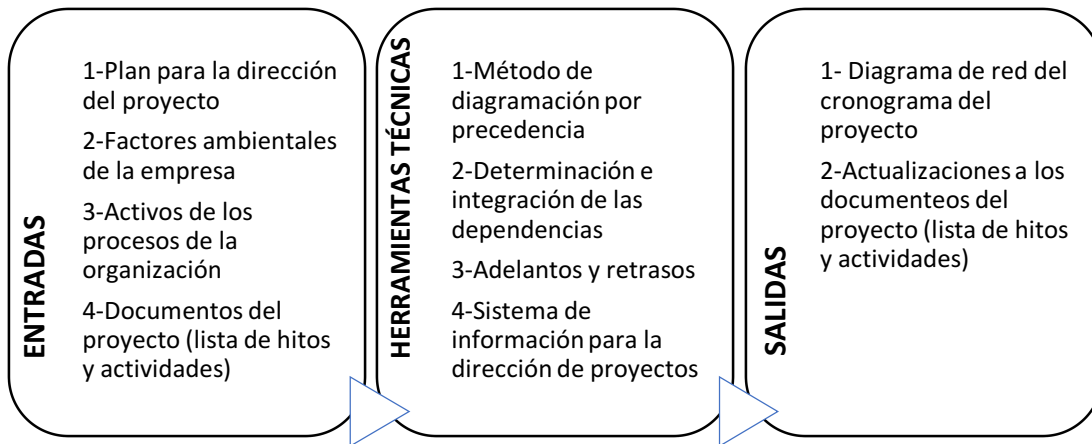 ENTRADAS
1-Plan para la dirección
del proyecto
2-Factores ambientales
de la empresa
3-Activos de los
procesos de la
organización
4-Documentos del
proyecto (lista de hitos
y actividades)
HERRAMIENTAS TÉCNICAS
1-Método de
diagramación por
precedencia
2-Determinación e
integración de las
dependencias
3-Adelantos y retrasos
4-Sistema de
información para la
dirección de proyectos
SALIDAS
1- Diagrama de red del
cronograma del
proyecto
2-Actualizaciones a los
documenteos del
proyecto (lista de hitos
y actividades)